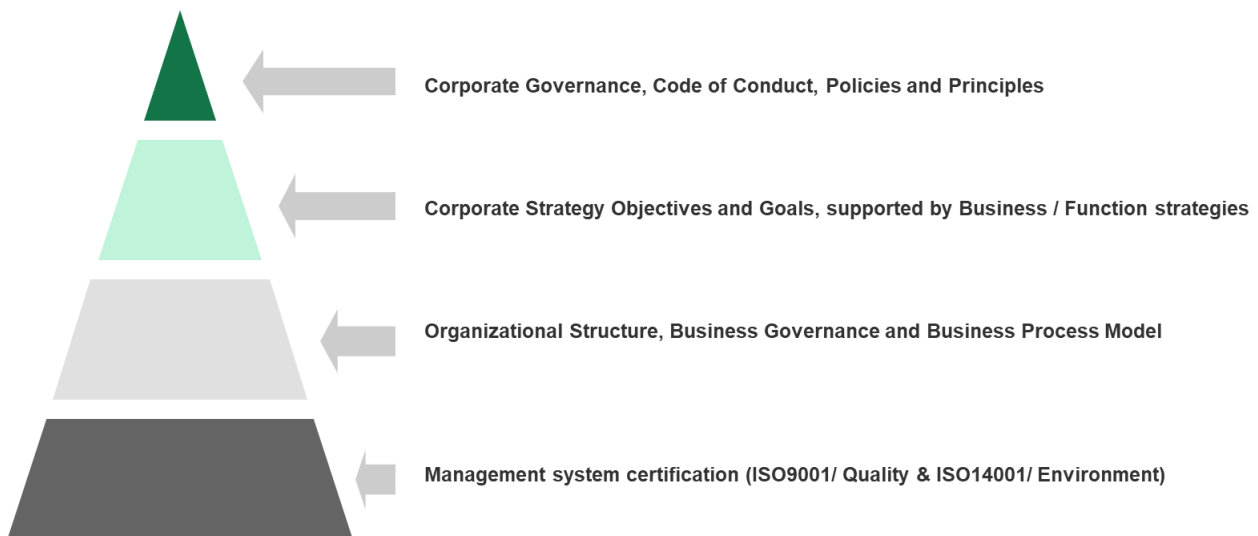 Corporate Governance, Code of Conduct, Policies and Principles
Corporate Strategy Objectives and Goals, supported by Business / Function strategies
Organizational Structure, Business Governance and Business Process Model
Management system certification (ISO9001/ Quality & ISO14001/ Environment)